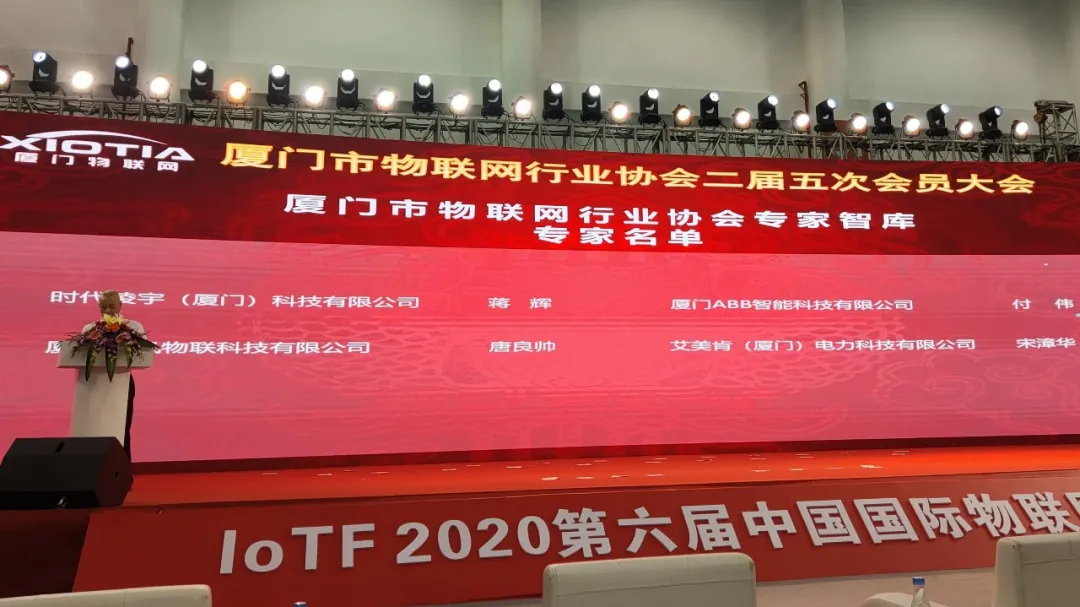 XIOTIA
厦门物联网
厦门市物联网行业协会二届五次会员大会
厦门市物联网行业协会专家智库
专家名单
时代凌宇（厦门）科技有限公司 蒋 辉 厦门ABB智能科技有限公司 付 伟
物联科技有限公司 唐良帅 艾美肯（厦门）电力科技有限公司 宋漳华
IoTF 2020第六届中国国际物联网